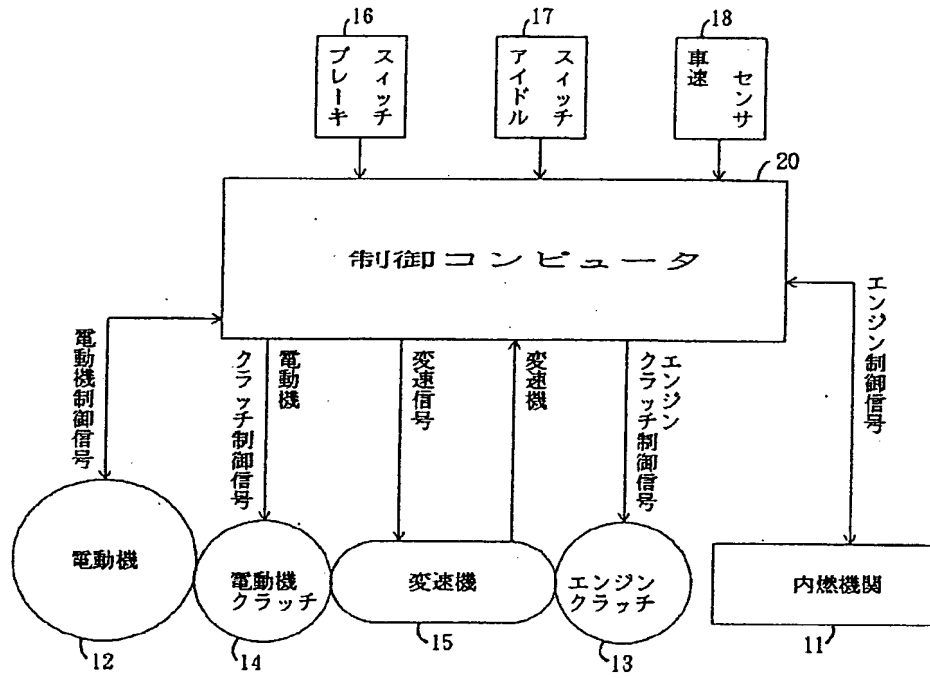 16
17
18
スィッチ
ブレーキ
スィッチ
アイドル
車速
センサ
20
制御コンピュータ
電動機制御信号
電動機
クラッチ制御信号
変速信号
変速機
エンジン
クラッチ制御信号
エンジン制御信号
電動機
電動機
クラッチ
変速機
エンジン
クラッチ
内燃機関
12
14
15
13
11